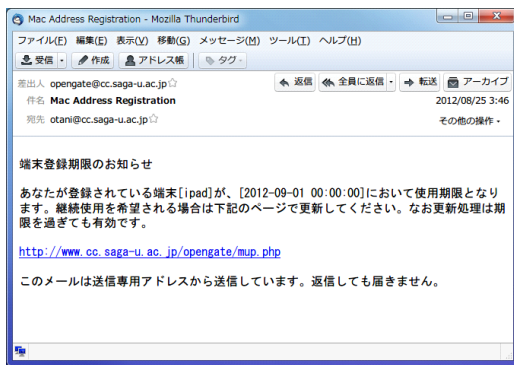 Mac Address Registration - Mozilla Thunderbird
ファイル(F) 編集(E) 表示(V) 移動(G) メッセージ(M) ツール(T) ヘルプ(H)
受信 作成 アドレス帳 タグ
差出人 opengate@cc.saga-u.ac.jp☆ 返信 全員に返信 転送 アーカイブ
件名 Mac Address Registration 2012/08/25 3:46
宛先 otani@cc.saga-u.ac.jp☆ その他の操作
端末登録期限のお知らせ
あなたが登録されている端末[ipad]が、[2012-09-01 00:00:00]において使用期限となり
ます。継続使用を希望される場合は下記のページで更新してください。なお更新処理は期
限を過ぎても有効です。
http://www.cc.saga-u.ac.jp/opengate/mup.php
このメールは送信専用アドレスから送信しています。返信しても届きません。